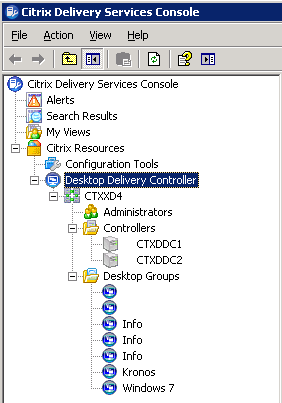 Citrix Delivery Services Console
File Action View Help
Citrix Delivery Services Console
Alerts
Search Results
My Views
Citrix Resources
Configuration Tools
Desktop Delivery Controller
CTXXD4
Administrators
Controllers
CTXDDC1
CTXDDC2
Desktop Groups
Info
Info
Info
Kronos
Windows 7